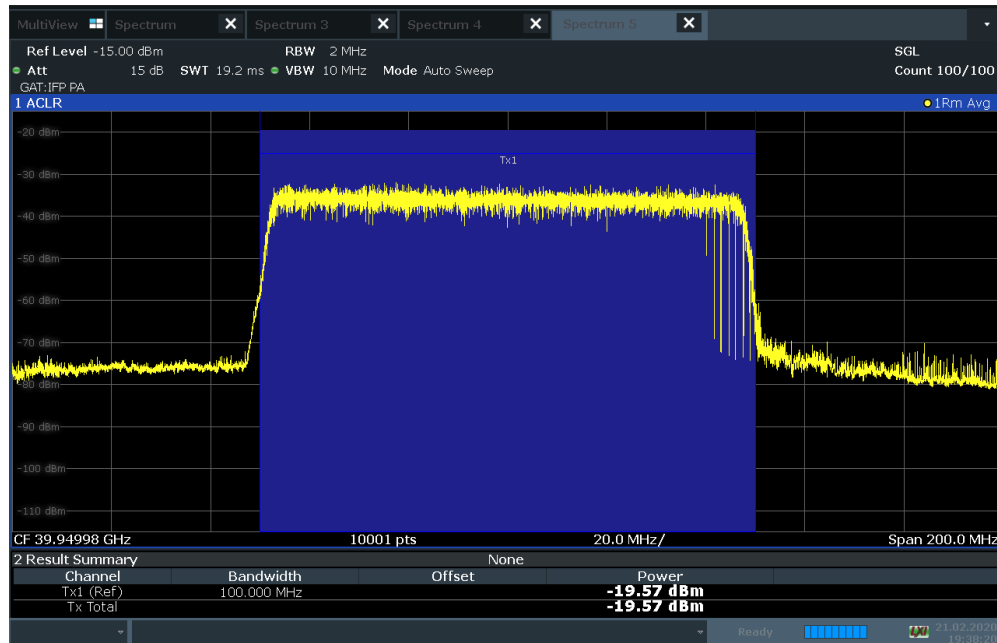 MultiView Spectrum X Spectrum 3 X Spectrum 4 X Spectrum 5 X
Ref Level -15.00 dBm RBW 2 MHz SGL
Att 15 dB SWT 19.2 ms VBW 10 MHz Mode Auto Sweep Count 100/100
GAT:IFP PA
1 ACLR 1Rm Avg
-20 dBm
Tx1
-30 dBm
-40 dBm
-50 dBm
-60 dBm
-70 dBm
-80 dBm
-90 dBm
-100 dBm
-110 dBm
CF 39.94998 GHz 10001 pts 20.0 MHz/ Span 200.0 MHz
2 Result Summary None
Channel Bandwidth Offset Power
Tx1 (Ref) 100.000 MHz -19.57 dBm
Tx Total -19.57 dBm
Ready LXI 21.02.2020
19:38:20